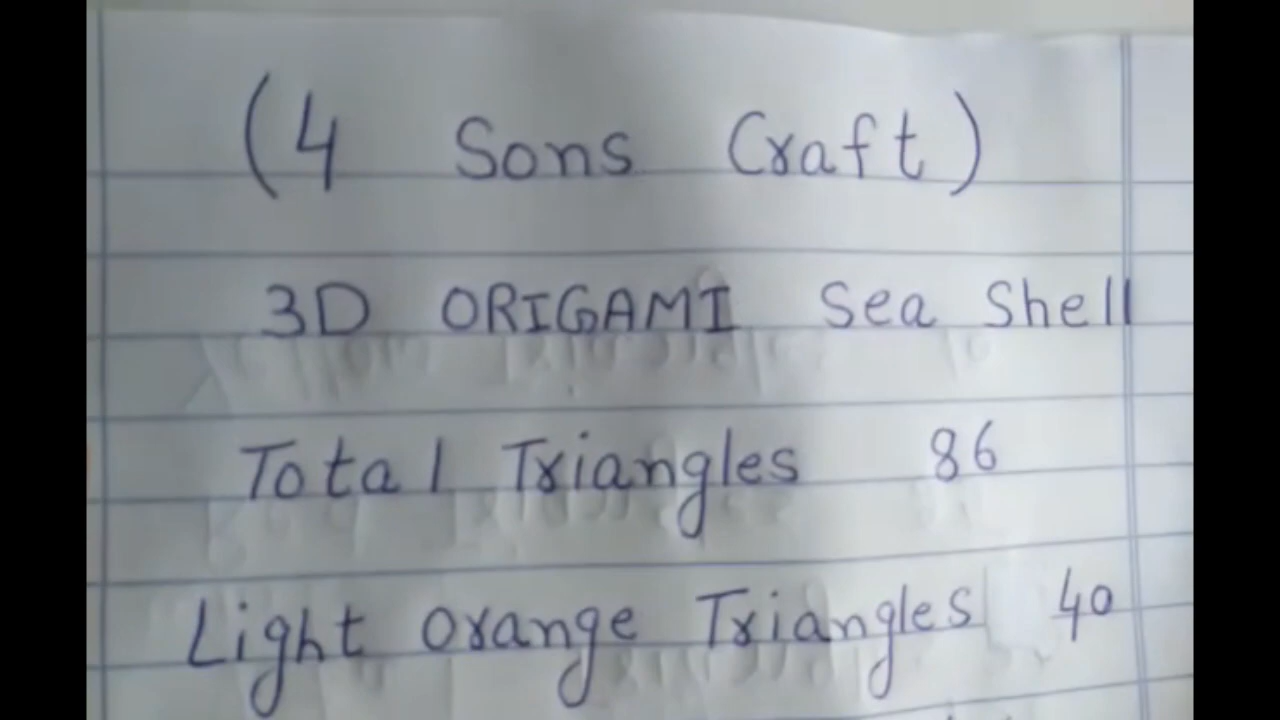 (4 Sons Craft)
3D ORIGAMI Sea Shell
Total Triangles 86
Light Orange Triangles 40